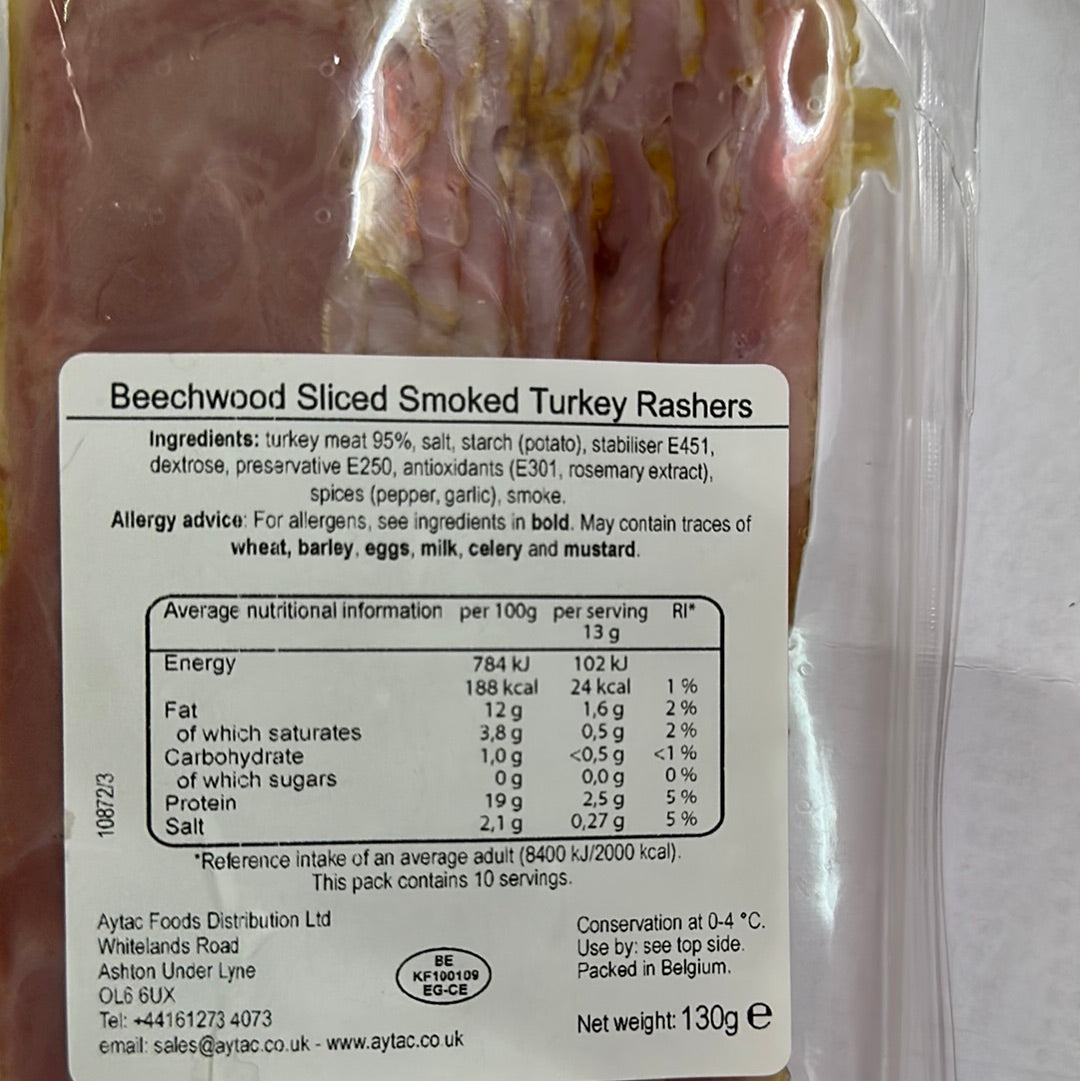 Beechwood Sliced Smoked Turkey Rashers
Ingredients: turkey meat 95%, salt, starch (potato), stabiliser E451,
dextrose, preservative E250, antioxidants (E301, rosemary extract),
spices (pepper, garlic), smoke.
Allergy advice: For allergens, see ingredients in bold. May contain traces of
wheat, barley, eggs, milk, celery and mustard.
Average nutritional information per 100g per serving RI*
13 g
Energy 784 kJ 102 kJ
188 kcal 24 kcal 1 %
Fat 12 g 1,6 g 2 %
of which saturates 3,8 g 0,5 g 2 %
Carbohydrate 1,0 g <0,5 g <1 %
of which sugars 0 g 0,0 g 0 %
Protein 19 g 2,5 g 5 %
Salt 2,1 g 0,27 g 5 %
10872/3
*Reference intake of an average adult (8400 kJ/2000 kcal).
This pack contains 10 servings.
Aytac Foods Distribution Ltd
Whitelands Road
Ashton Under Lyne
OL6 6UX
Tel: +44161273 4073
email: sales@aytac.co.uk - www.aytac.co.uk
BE
KF100109
EG-CE
Conservation at 0-4 °C.
Use by: see top side.
Packed in Belgium.
Net weight: 130g ℮